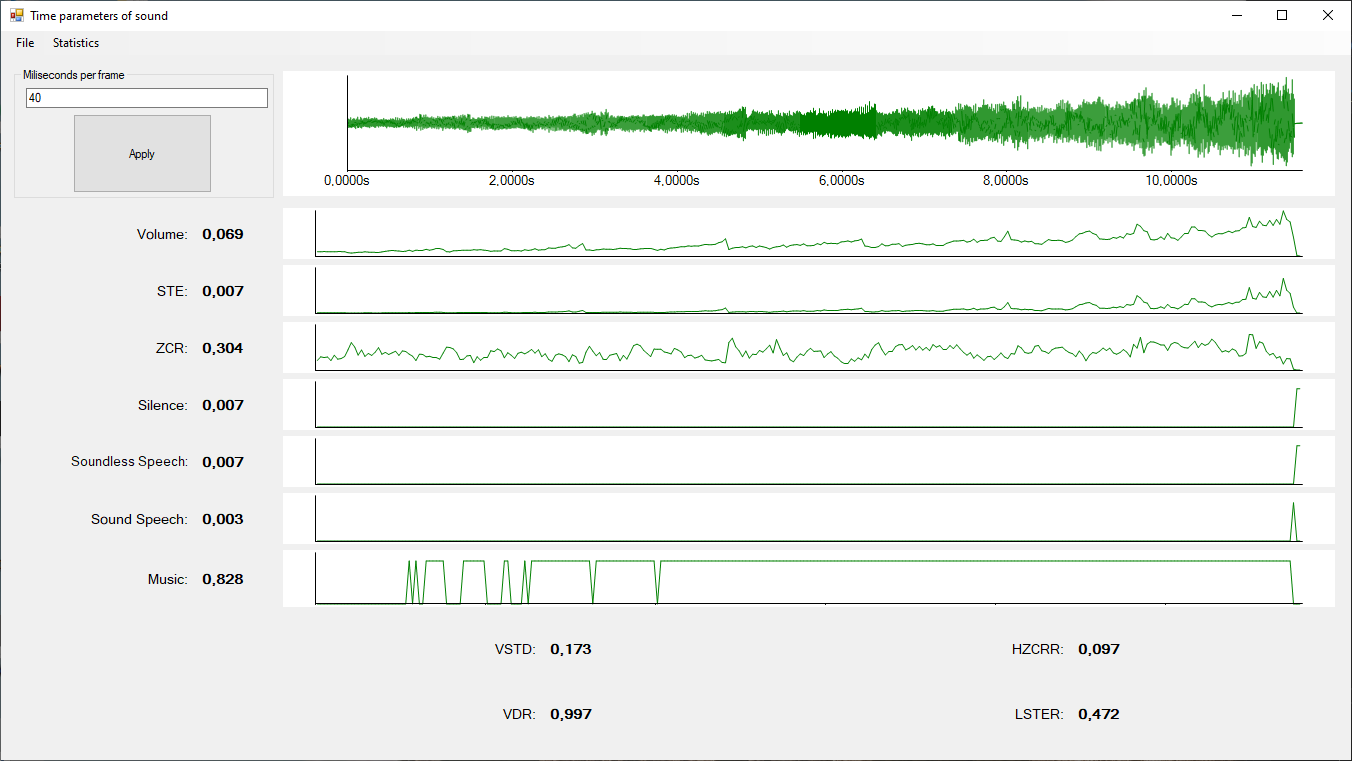 Time parameters of sound
File Statistics
Miliseconds per frame
40
Apply
0,0000s 2,0000s 4,0000s 6,0000s 8,0000s 10,0000s
Volume: 0,069
STE: 0,007
ZCR: 0,304
Silence: 0,007
Soundless Speech: 0,007
Sound Speech: 0,003
Music: 0,828
VSTD: 0,173 HZCRR: 0,097
VDR: 0,997 LSTER: 0,472